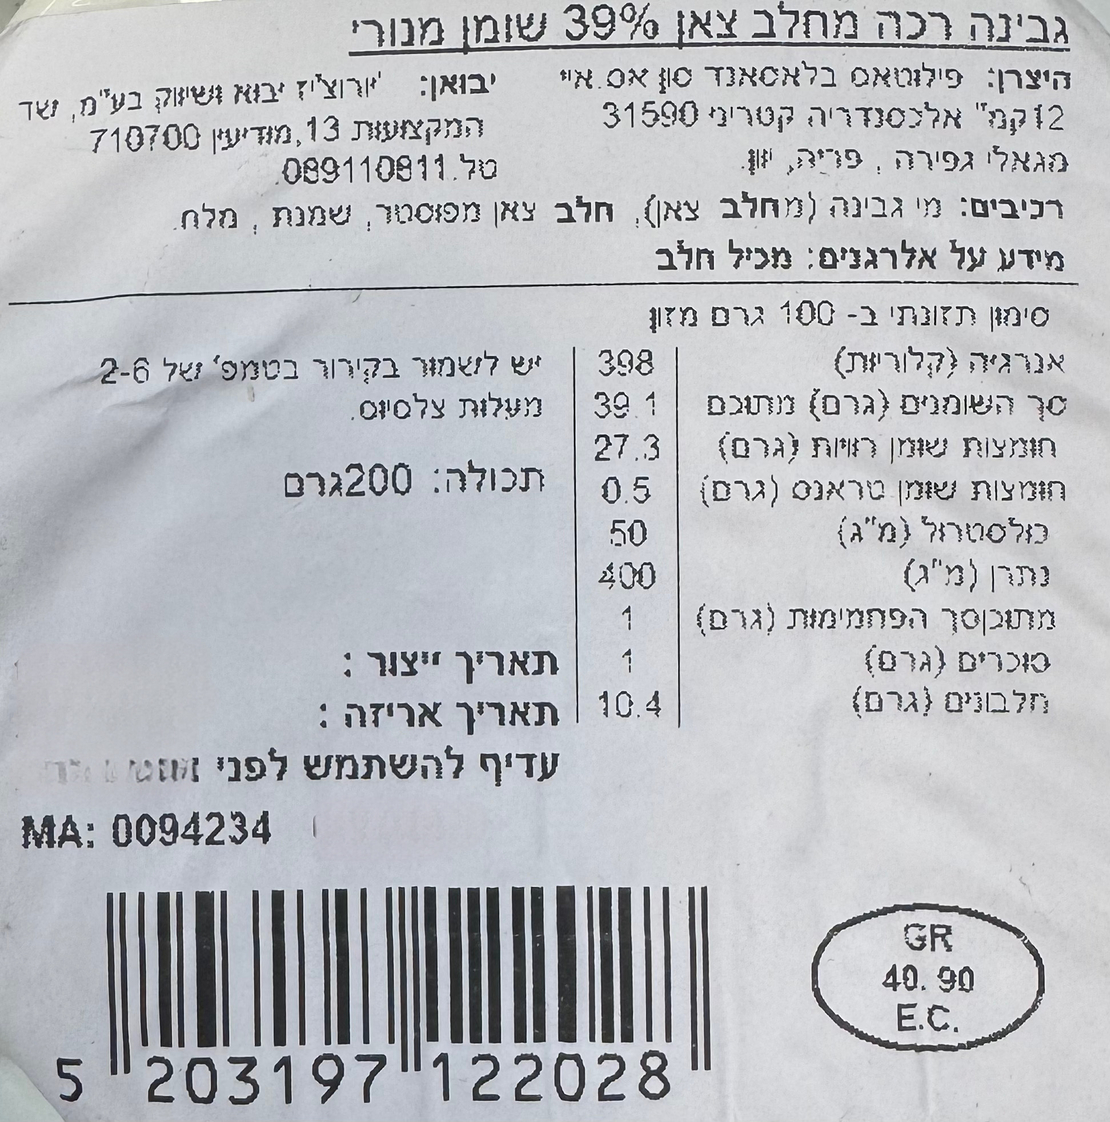 גבינה רכה מחלב צאן 39% שומן מנורי
היצרן: פילוטאס בלאסאנד סון אס.איי
12קמ" אלכסנדריה קטריני 31590
מגאלי גפירה , פריה, יוון.
יבואן: יורוצ'יז יבוא ושיווק בע"מ, שד
המקצועות 13,מודיעין 710700
טל.089110811.
רכיבים: מי גבינה (מחלב צאן), חלב צאן מפוסטר, שמנת , מלח.
מידע על אלרגנים: מכיל חלב
סימון תזונתי ב- 100 גרם מזון
אנרגיה (קלוריות) 398
סך השומנים (גרם) מתוכם 39.1
חומצות שומן רוויות (גרם) 27.3
חומצות שומן טראנס (גרם) 0.5
כולסטרול (מ"ג) 50
נתרן (מ"ג) 400
מתוכןסך הפחמימות (גרם) 1
סוכרים (גרם) 1
חלבונים (גרם) 10.4
יש לשמור בקירור בטמפ' של 2-6
מעלות צלסיוס.
תכולה: 200גרם
תאריך ייצור :
תאריך אריזה :
עדיף להשתמש לפני
MA: 0094234
5 203197 122028
GR
40. 90
E.C.